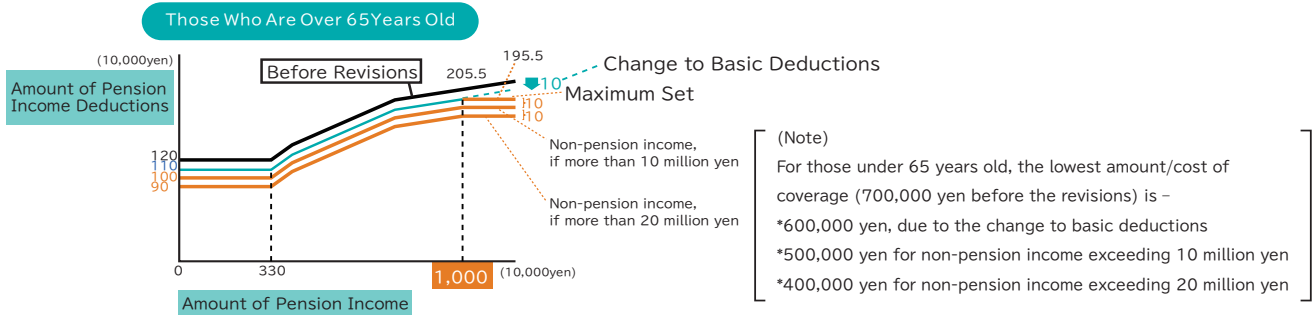 Those Who Are Over 65Years Old
(10,000yen)
Amount of Pension
Income Deductions
Before Revisions
205.5
195.5
Change to Basic Deductions
10
Maximum Set
10
10
120
110
100
90
Non-pension income,
if more than 10 million yen
Non-pension income,
if more than 20 million yen
0
330
1,000
(10,000yen)
Amount of Pension Income
(Note)
For those under 65 years old, the lowest amount/cost of
coverage (700,000 yen before the revisions) is –
*600,000 yen, due to the change to basic deductions
*500,000 yen for non-pension income exceeding 10 million yen
*400,000 yen for non-pension income exceeding 20 million yen